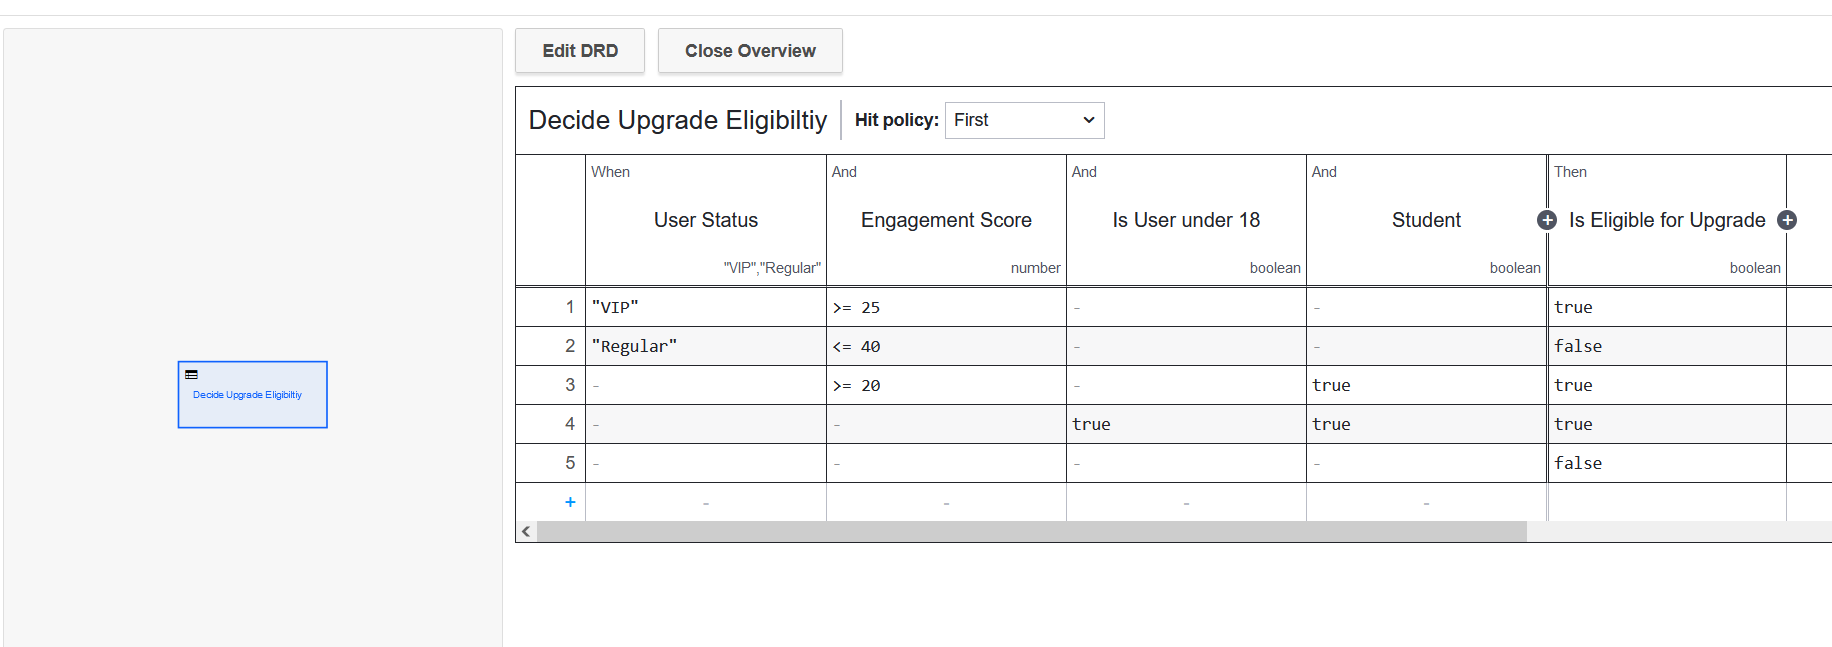 Edit DRD Close Overview
Decide Upgrade Eligibiltiy Hit policy: First
When And And And Then
User Status Engagement Score Is User under 18 Student + Is Eligible for Upgrade +
"VIP","Regular" number boolean boolean boolean
1 "VIP" >= 25 - - true
2 "Regular" <= 40 - - false
3 - >= 20 - true true
4 - - true true true
5 - - - - false
+ - - - -
Decide Upgrade Eligibiltiy